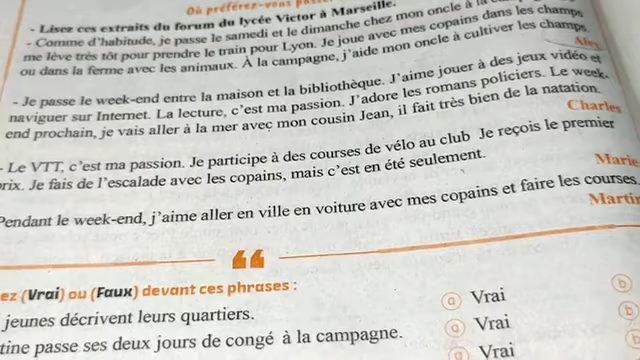 Où préférez-vous
- Lisez ces extraits du forum du lycée Victor à Marseille.
- Comme d'habitude, je passe le samedi et le dimanche chez mon oncle à la
me lève très tôt pour prendre le train pour Lyon. Je joue avec mes copains dans les champs
ou dans la ferme avec les animaux. À la campagne, j'aide mon oncle à cultiver les champs.
Alex
- Je passe le week-end entre la maison et la bibliothèque. J'aime jouer à des jeux vidéo et
naviguer sur Internet. La lecture, c'est ma passion. J'adore les romans policiers. Le week-
end prochain, je vais aller à la mer avec mon cousin Jean, il fait très bien de la natation.
Charles
- Le VTT, c'est ma passion. Je participe à des courses de vélo au club Je reçois le premier
prix. Je fais de l'escalade avec les copains, mais c'est en été seulement.
Marie
Pendant le week-end, j'aime aller en ville en voiture avec mes copains et faire les courses.
Martin
ez (Vrai) ou (Faux) devant ces phrases :
jeunes décrivent leurs quartiers.
a Vrai
b
tine passe ses deux jours de congé à la campagne.
a Vrai
b
a Vrai